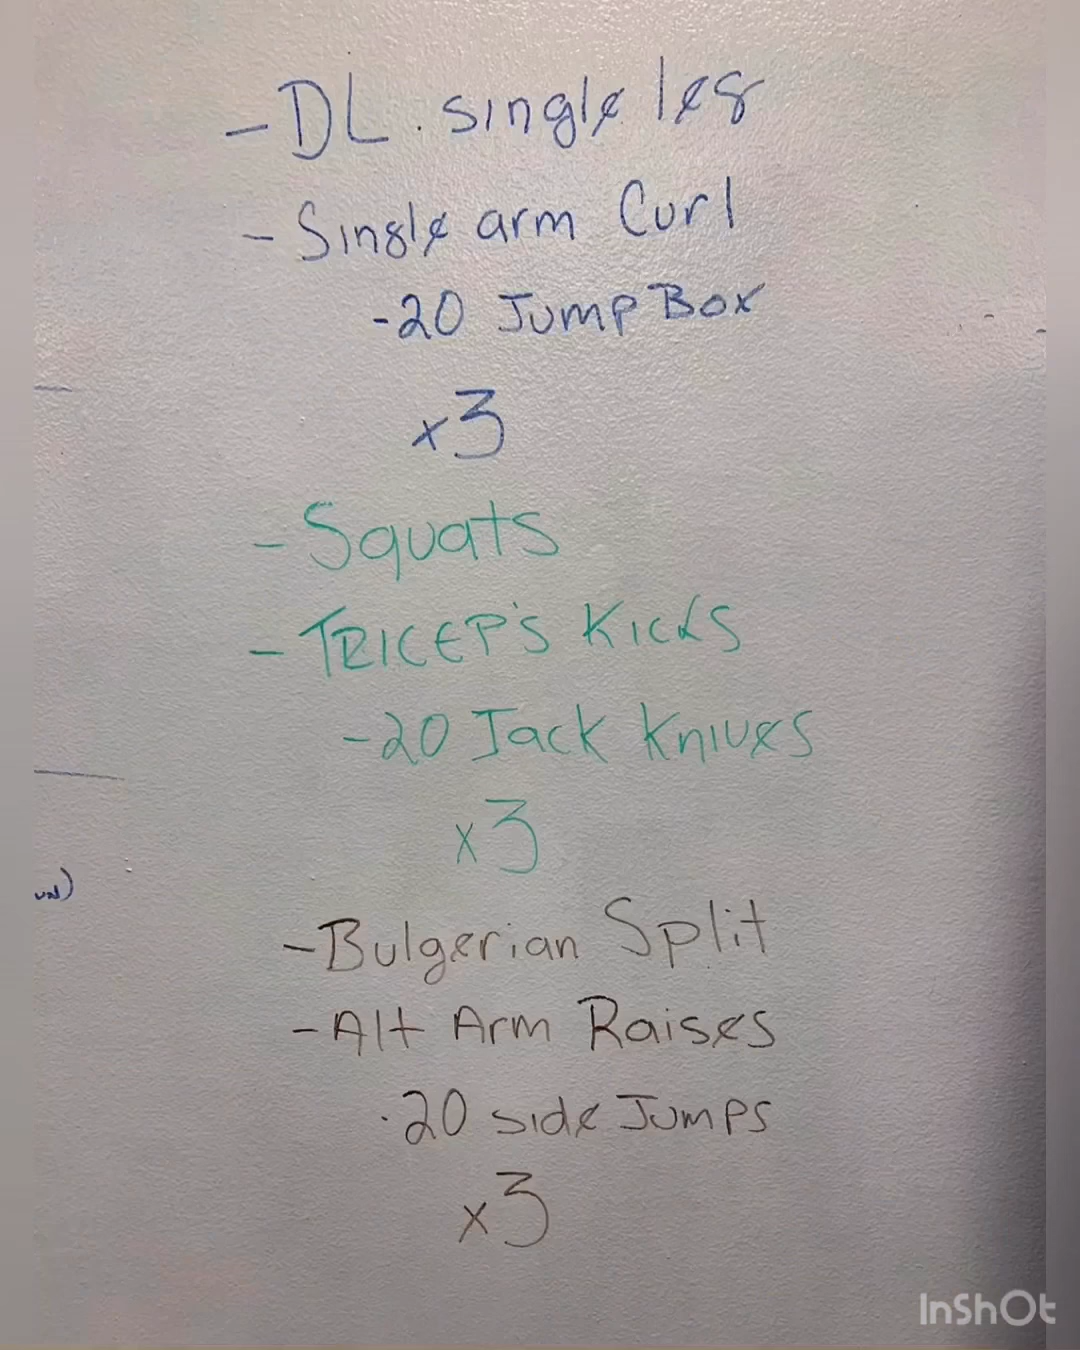 - DL. single leg
- Single arm Curl
- 20 Jump Box
x3
- Squats
- TRICEP'S KICKS
- 20 Jack Knives
x3
- Bulgerian Split
- Alt Arm Raises
. 20 side Jumps
x3
InShOt